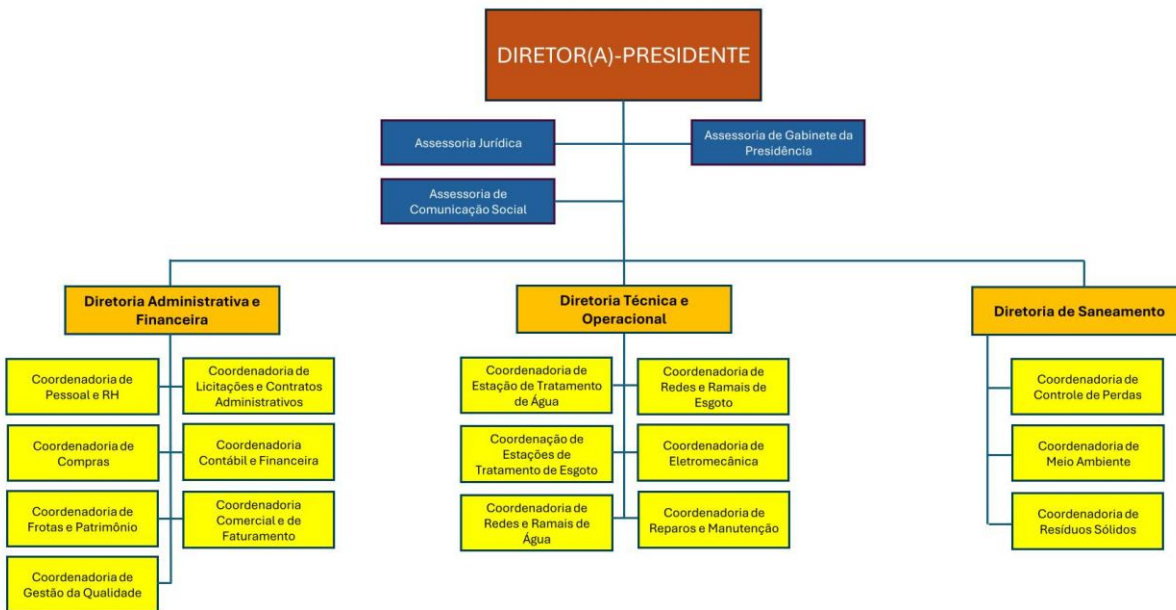 DIRETOR(A)-PRESIDENTE
Assessoria Jurídica
Assessoria de Gabinete da
Presidência
Assessoria de
Comunicação Social
Diretoria Administrativa e
Financeira
Coordenadoria de
Pessoal e RH
Coordenadoria de
Licitações e Contratos
Administrativos
Coordenadoria de
Compras
Coordenadoria
Contábil e Financeira
Coordenadoria de
Frotas e Patrimônio
Coordenadoria
Comercial e de
Faturamento
Coordenadoria de
Gestão da Qualidade
Diretoria Técnica e
Operacional
Coordenadoria de
Estação de Tratamento
de Água
Coordenadoria de
Redes e Ramais de
Esgoto
Coordenação de
Estações de
Tratamento de Esgoto
Coordenadoria de
Eletromecânica
Coordenadoria de
Redes e Ramais de
Água
Coordenadoria de
Reparos e Manutenção
Diretoria de Saneamento
Coordenadoria de
Controle de Perdas
Coordenadoria de
Meio Ambiente
Coordenadoria de
Resíduos Sólidos